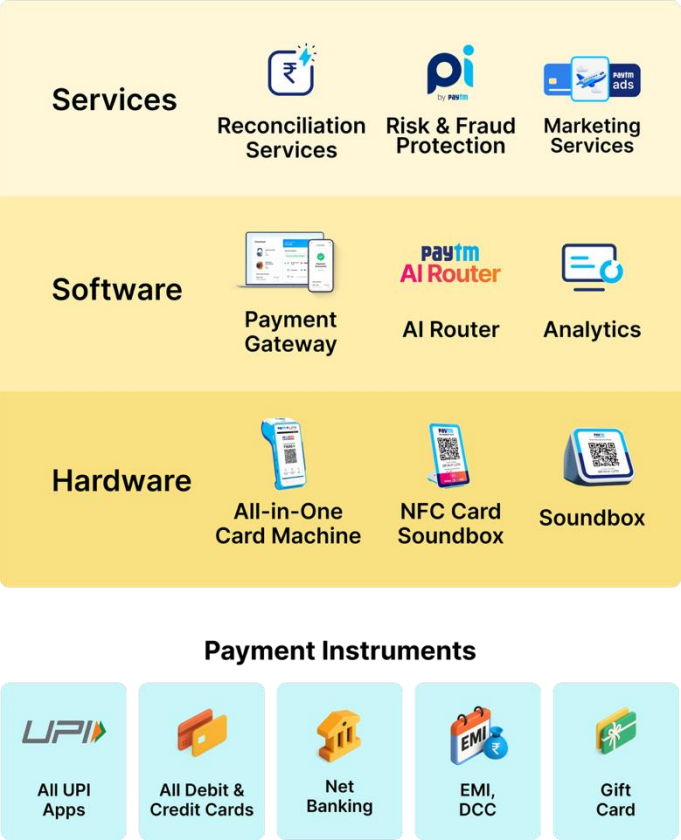 Services
₹
Reconciliation
Services
pi
by paytm
Risk & Fraud
Protection
paytm
ads
Marketing
Services
Software
Payment
Gateway
paytm
AI Router
AI Router
Analytics
Hardware
All-in-One
Card Machine
paytm
NFC Card
Soundbox
paytm
Soundbox
Payment Instruments
UPI
All UPI
Apps
All Debit &
Credit Cards
Net
Banking
EMI
₹
EMI,
DCC
Gift
Card